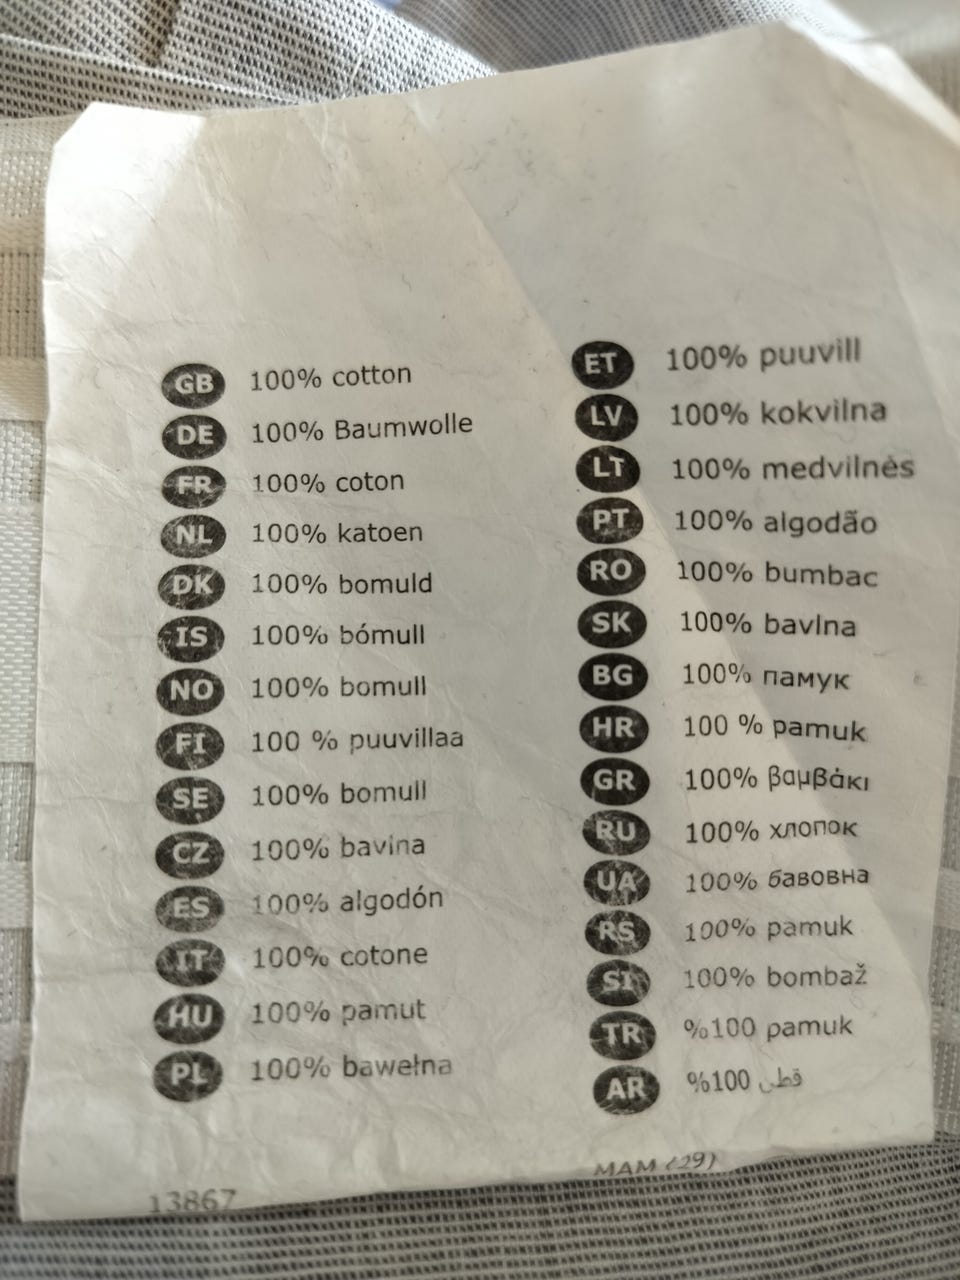 GB 100% cotton
DE 100% Baumwolle
FR 100% coton
NL 100% katoen
DK 100% bomuld
IS 100% bómull
NO 100% bomull
FI 100 % puuvillaa
SE 100% bomull
CZ 100% bavlna
ES 100% algodón
IT 100% cotone
HU 100% pamut
PL 100% bawełna
13867
ET 100% puuvill
LV 100% kokvilna
LT 100% medvilnės
PT 100% algodão
RO 100% bumbac
SK 100% bavlna
BG 100% памук
HR 100 % pamuk
GR 100% βαμβάκι
RU 100% хлопок
UA 100% бавовна
RS 100% pamuk
SI 100% bombaž
TR %100 pamuk
AR %100 قطن
MAM (29)